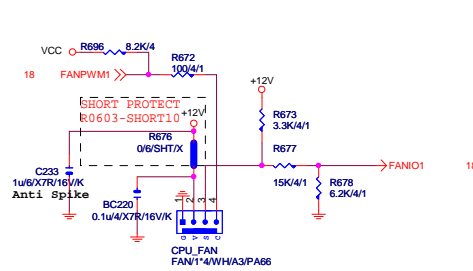 R696
8.2K/4
VCC
R672
18
FANPWM1
100/4/1
+12V
SHORT PROTECT
R0603-SHORT10
+12V
R673
3.3K/4/1
R676
0/6/SHT/X
R677
FANIO1
18
C233
1u/6/X7R/16V/K
Anti Spike
15K/4/1
R678
6.2K/4/1
BC220
0.1u/4/X7R/16V/K
1
2
3
4
G
V
S
C
CPU_FAN
FAN/1*4/WH/A3/PA66